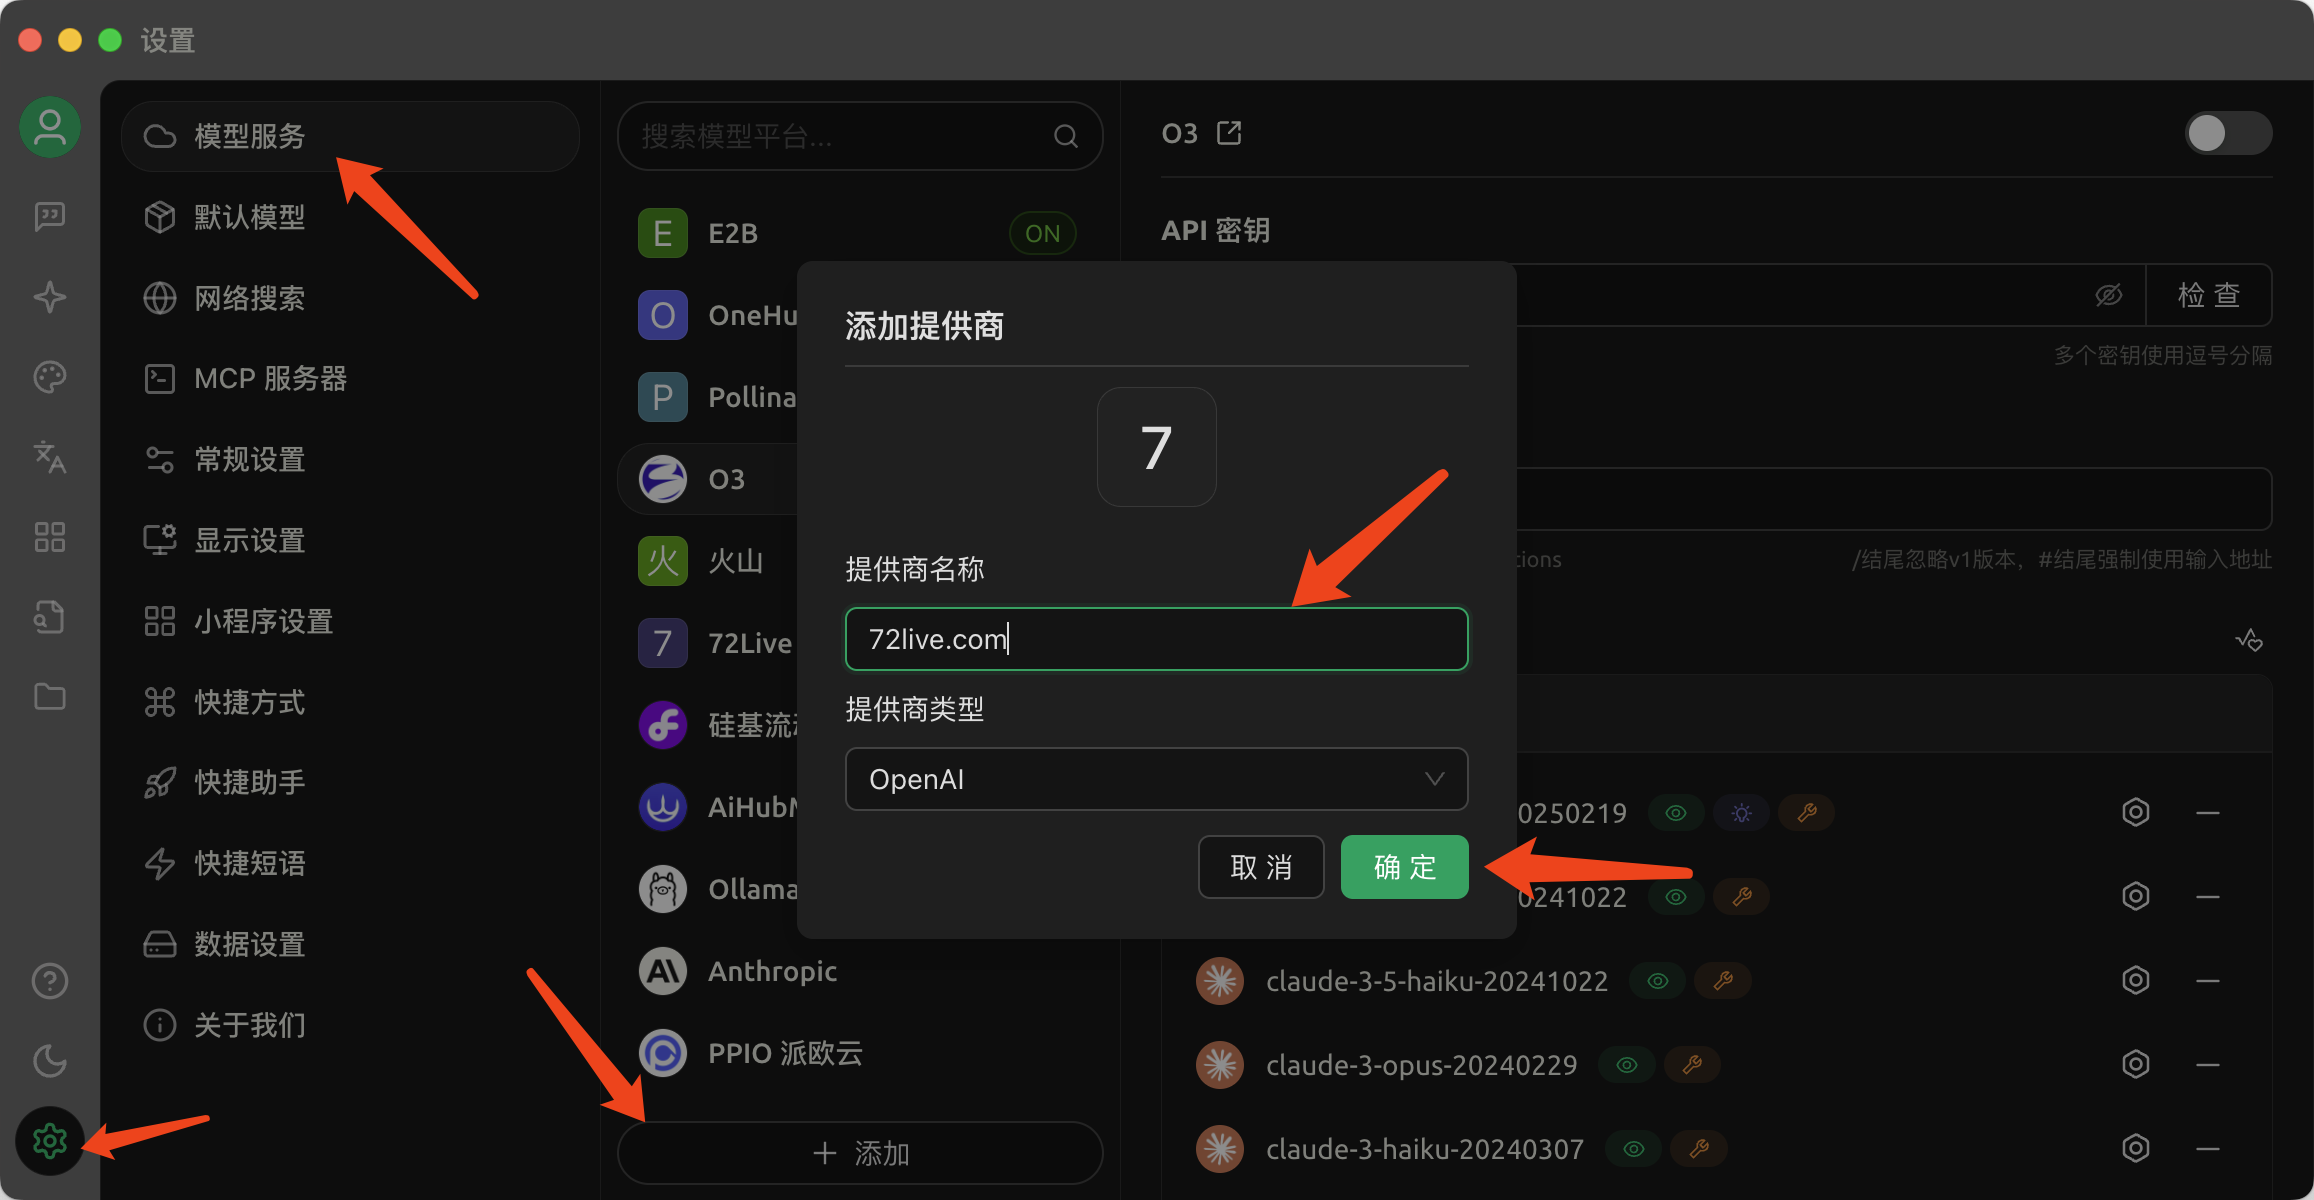 设置
模型服务
默认模型
网络搜索
MCP 服务器
常规设置
显示设置
小程序设置
快捷方式
快捷助手
快捷短语
数据设置
关于我们
搜索模型平台...
E
E2B
ON
O
OneHu
P
Pollina
O3
火
火山
7
72Live
硅基流
AiHub
Ollama
Anthropic
PPIO 派欧云
添加
O3
API 密钥
检 查
多个密钥使用逗号分隔
tions
/结尾忽略v1版本，#结尾强制使用输入地址
0250219
0241022
claude-3-5-haiku-20241022
claude-3-opus-20240229
claude-3-haiku-20240307
添加提供商
7
提供商名称
72live.com
提供商类型
OpenAI
取 消
确 定